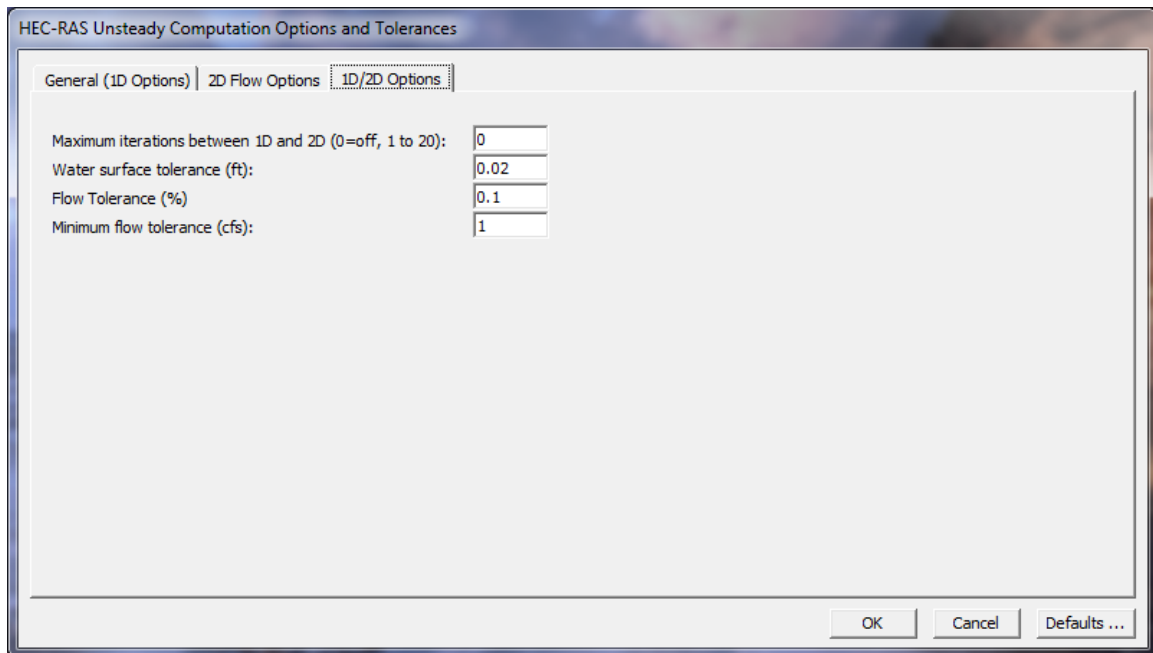 HEC-RAS Unsteady Computation Options and Tolerances
General (1D Options) 2D Flow Options 1D/2D Options
Maximum iterations between 1D and 2D (0=off, 1 to 20): 0
Water surface tolerance (ft): 0.02
Flow Tolerance (%) 0.1
Minimum flow tolerance (cfs): 1
OK Cancel Defaults ...